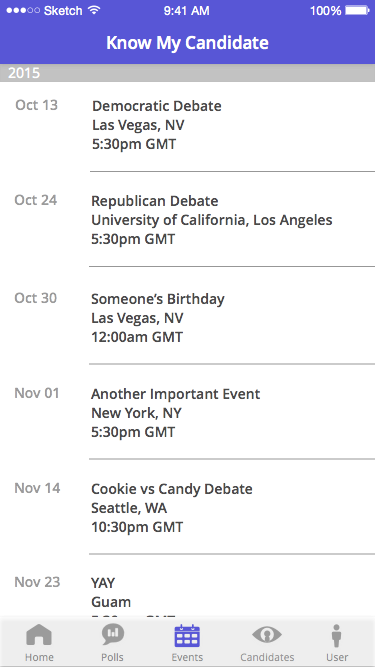 Sketch 9:41 AM 100%
Know My Candidate
2015
Oct 13 Democratic Debate
Las Vegas, NV
5:30pm GMT
Oct 24 Republican Debate
University of California, Los Angeles
5:30pm GMT
Oct 30 Someone's Birthday
Las Vegas, NV
12:00am GMT
Nov 01 Another Important Event
New York, NY
5:30pm GMT
Nov 14 Cookie vs Candy Debate
Seattle, WA
10:30pm GMT
Nov 23 YAY
Guam
Home Polls Events Candidates User